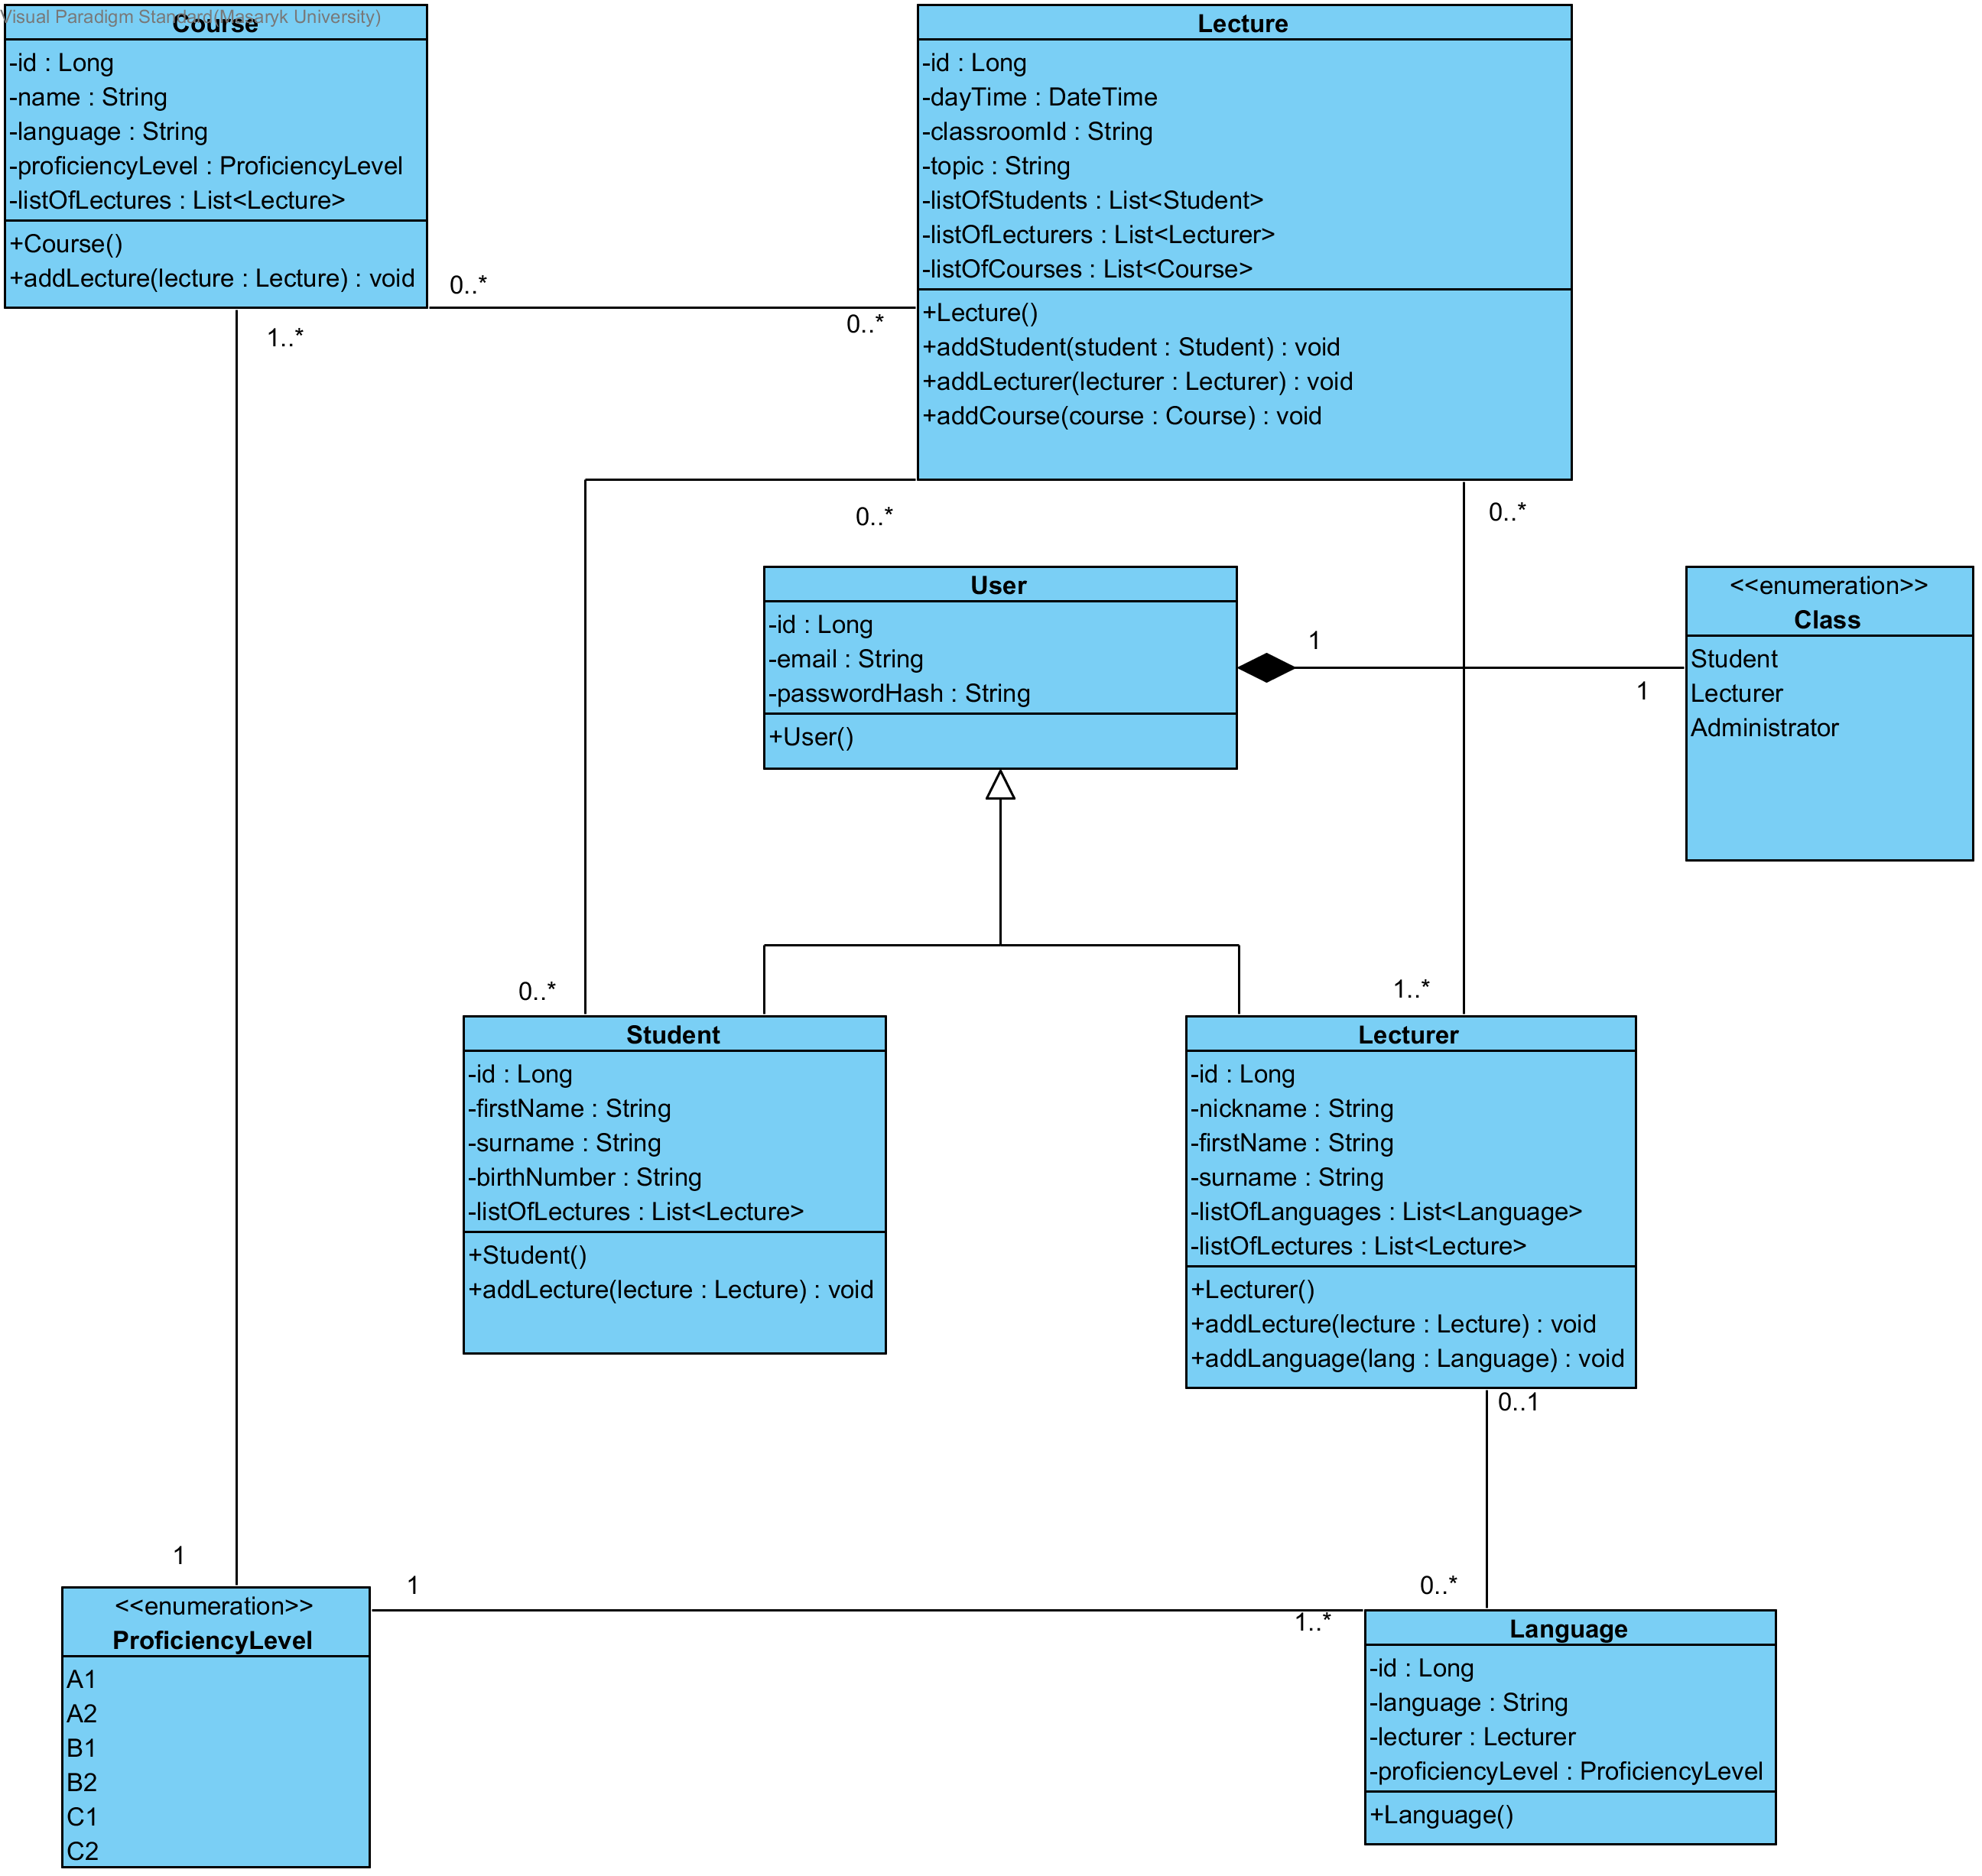 Visual Paradigm Standard(Masaryk University)
Course
-id : Long
-name : String
-language : String
-proficiencyLevel : ProficiencyLevel
-listOfLectures : List<Lecture>
+Course()
+addLecture(lecture : Lecture) : void
Lecture
-id : Long
-dayTime : DateTime
-classroomId : String
-topic : String
-listOfStudents : List<Student>
-listOfLecturers : List<Lecturer>
-listOfCourses : List<Course>
+Lecture()
+addStudent(student : Student) : void
+addLecturer(lecturer : Lecturer) : void
+addCourse(course : Course) : void
0..*
0..*
1..*
0..*
0..*
User
-id : Long
-email : String
-passwordHash : String
+User()
1
1
<<enumeration>>
Class
Student
Lecturer
Administrator
0..*
1..*
Student
-id : Long
-firstName : String
-surname : String
-birthNumber : String
-listOfLectures : List<Lecture>
+Student()
+addLecture(lecture : Lecture) : void
Lecturer
-id : Long
-nickname : String
-firstName : String
-surname : String
-listOfLanguages : List<Language>
-listOfLectures : List<Lecture>
+Lecturer()
+addLecture(lecture : Lecture) : void
+addLanguage(lang : Language) : void
0..1
1
1
0..*
1..*
<<enumeration>>
ProficiencyLevel
A1
A2
B1
B2
C1
C2
Language
-id : Long
-language : String
-lecturer : Lecturer
-proficiencyLevel : ProficiencyLevel
+Language()